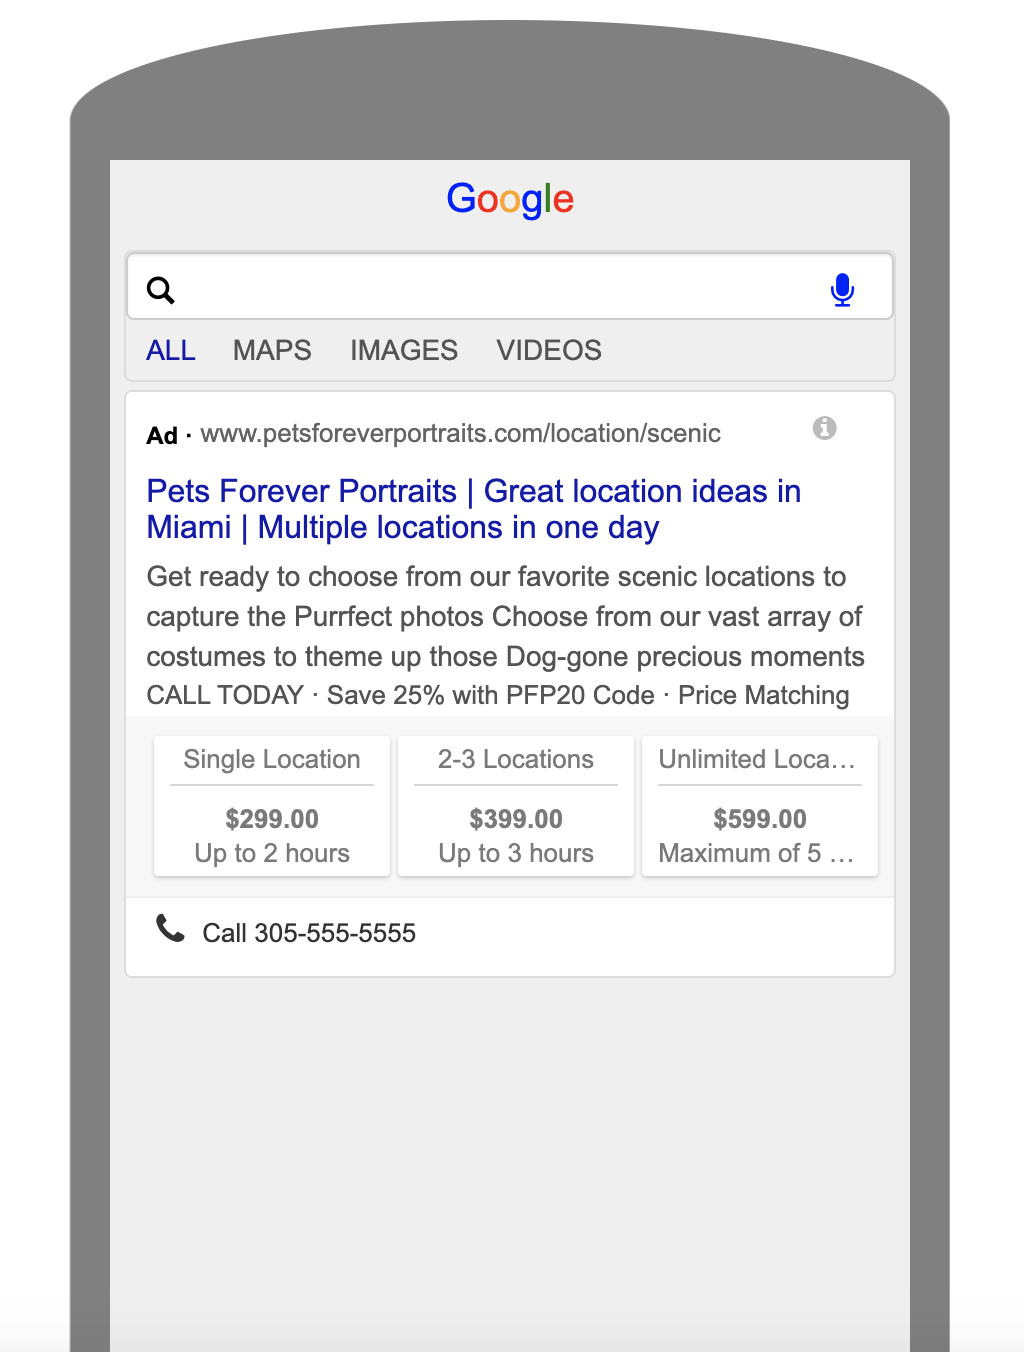 Google
ALL MAPS IMAGES VIDEOS
Ad · www.petsforeverportraits.com/location/scenic
Pets Forever Portraits | Great location ideas in
Miami | Multiple locations in one day
Get ready to choose from our favorite scenic locations to
capture the Purrfect photos Choose from our vast array of
costumes to theme up those Dog-gone precious moments
CALL TODAY · Save 25% with PFP20 Code · Price Matching
Single Location
$299.00
Up to 2 hours
2-3 Locations
$399.00
Up to 3 hours
Unlimited Loca...
$599.00
Maximum of 5 ...
Call 305-555-5555